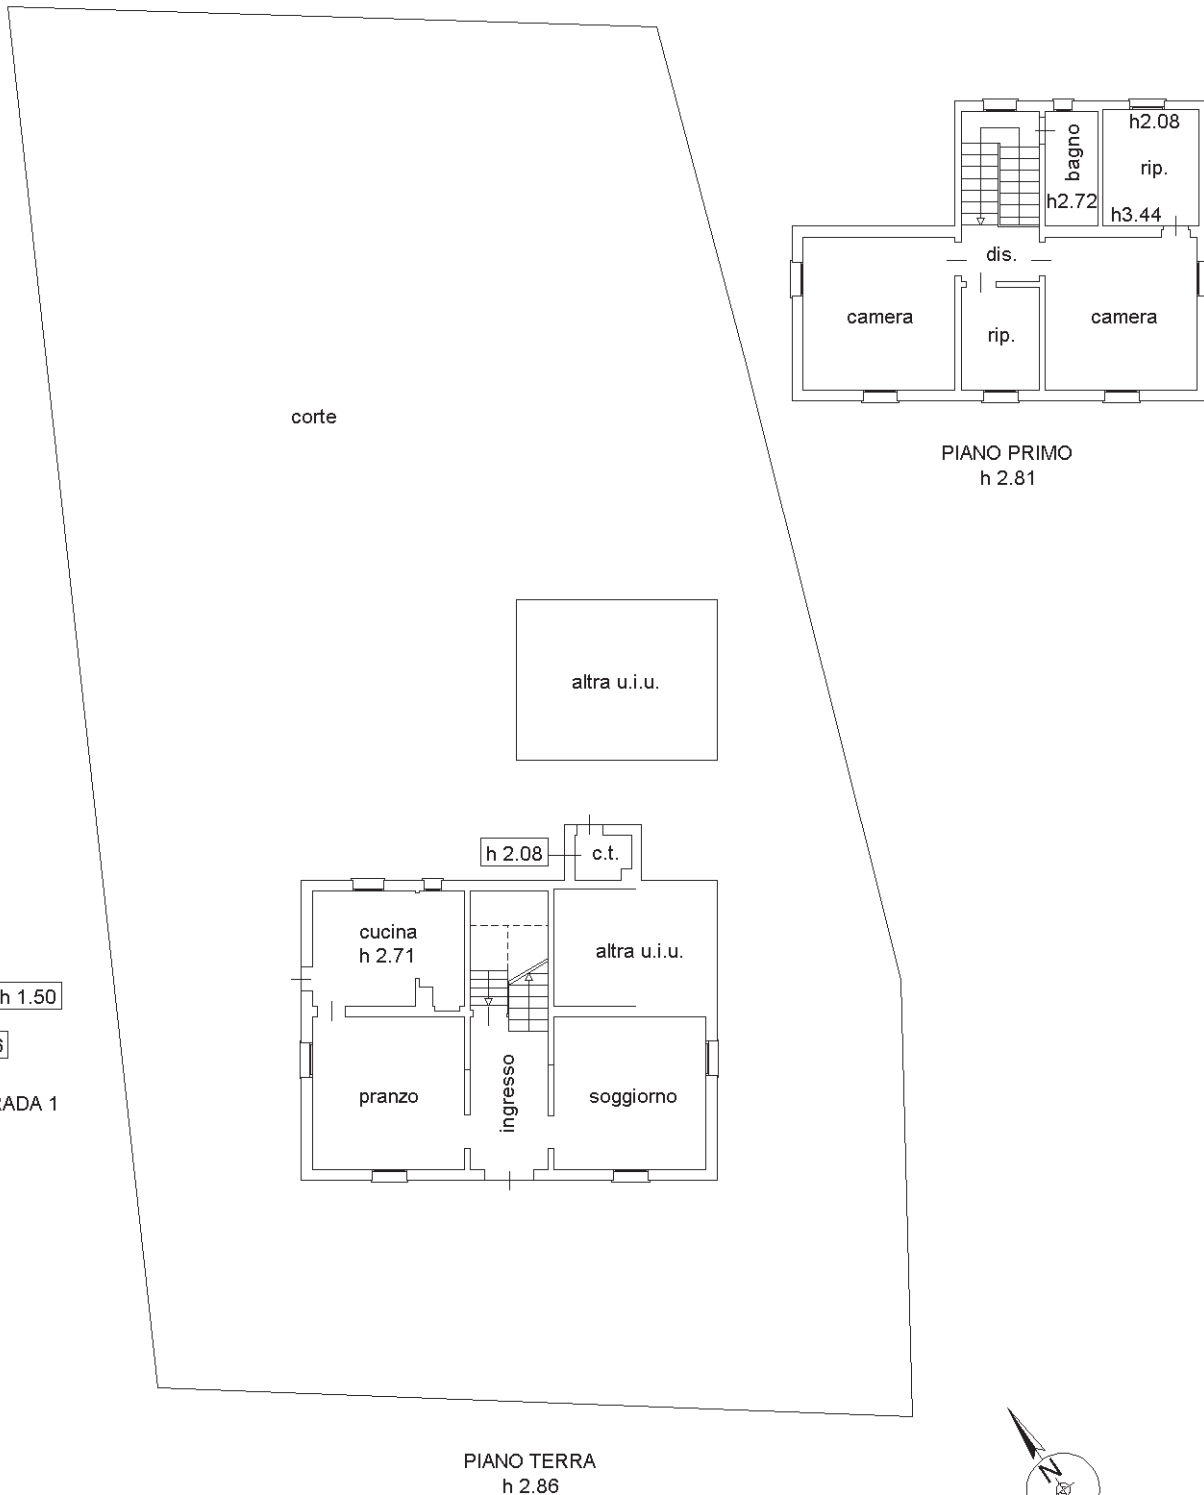 h2.08
bagno
rip.
h2.72
h3.44
dis.
camera
camera
rip.
corte
PIANO PRIMO
h 2.81
altra u.i.u.
h 2.08
c.t.
cucina
h 2.71
altra u.i.u.
h 1.50
pranzo
ingresso
soggiorno
PIANO TERRA
h 2.86
N